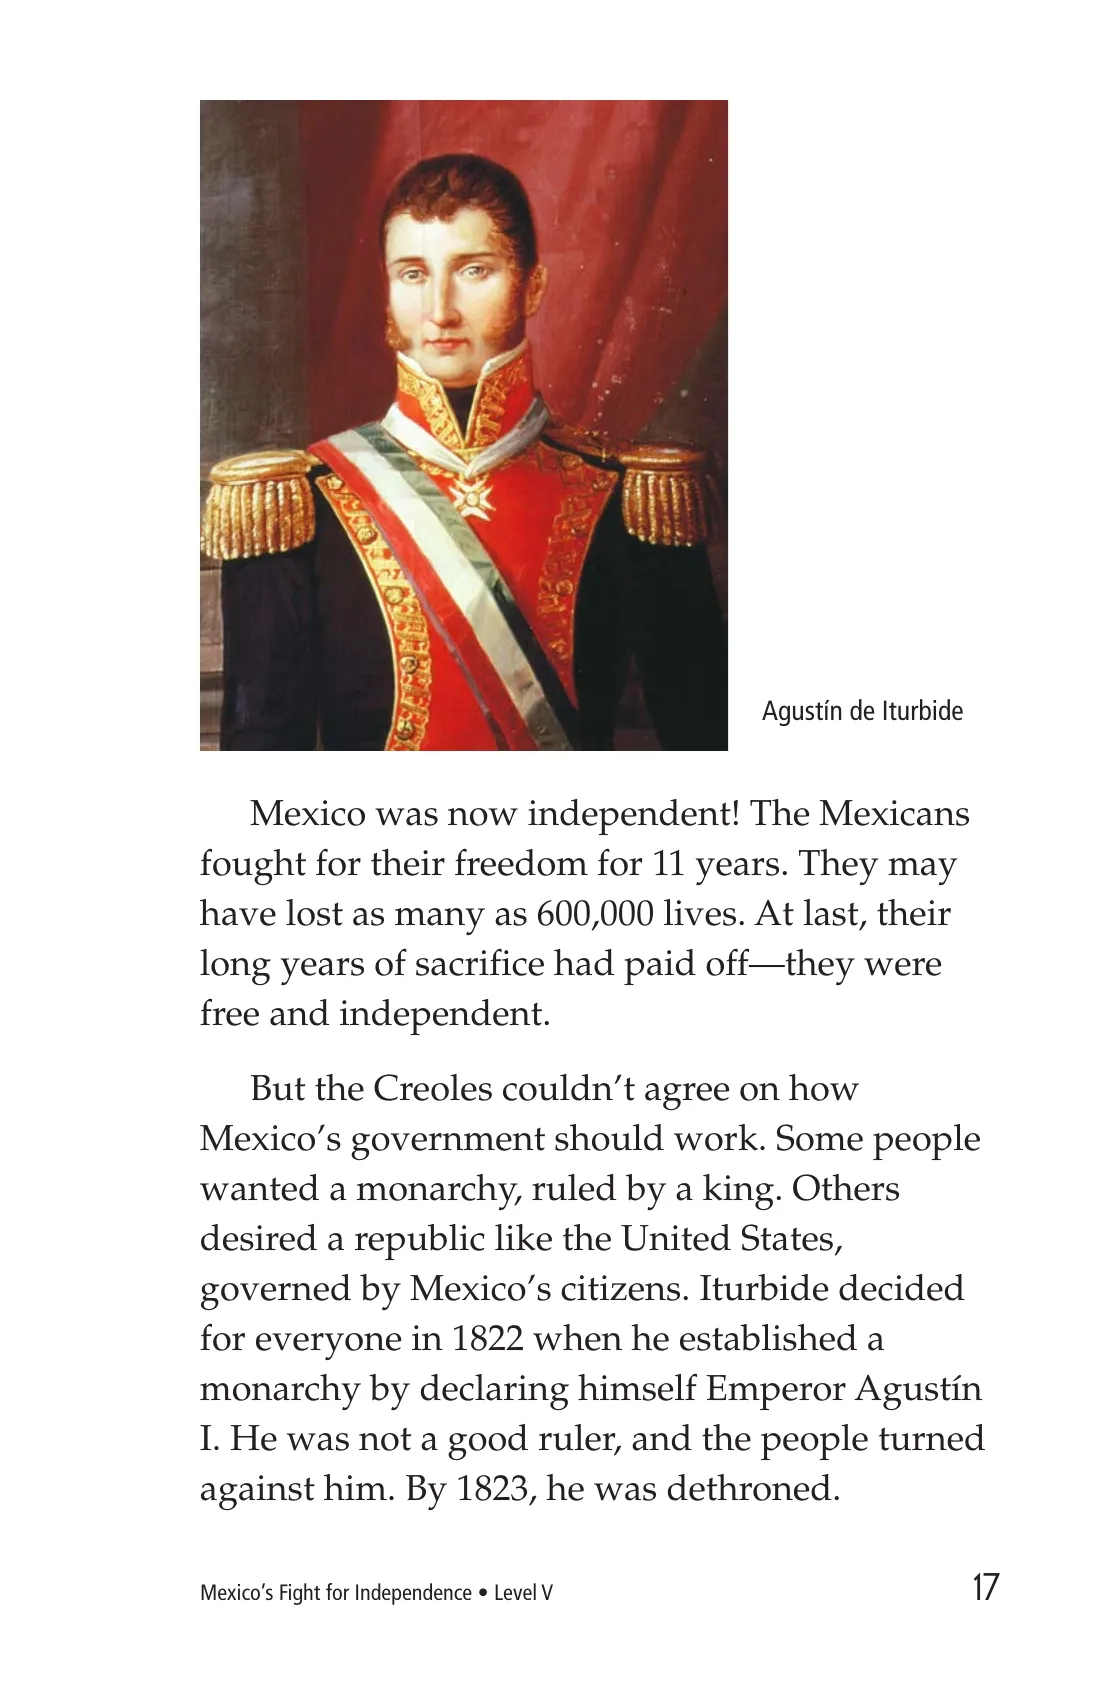 Agustín de Iturbide
Mexico was now independent! The Mexicans
fought for their freedom for 11 years. They may
have lost as many as 600,000 lives. At last, their
long years of sacrifice had paid off—they were
free and independent.
But the Creoles couldn’t agree on how
Mexico’s government should work. Some people
wanted a monarchy, ruled by a king. Others
desired a republic like the United States,
governed by Mexico’s citizens. Iturbide decided
for everyone in 1822 when he established a
monarchy by declaring himself Emperor Agustín
I. He was not a good ruler, and the people turned
against him. By 1823, he was dethroned.
Mexico’s Fight for Independence • Level V
17